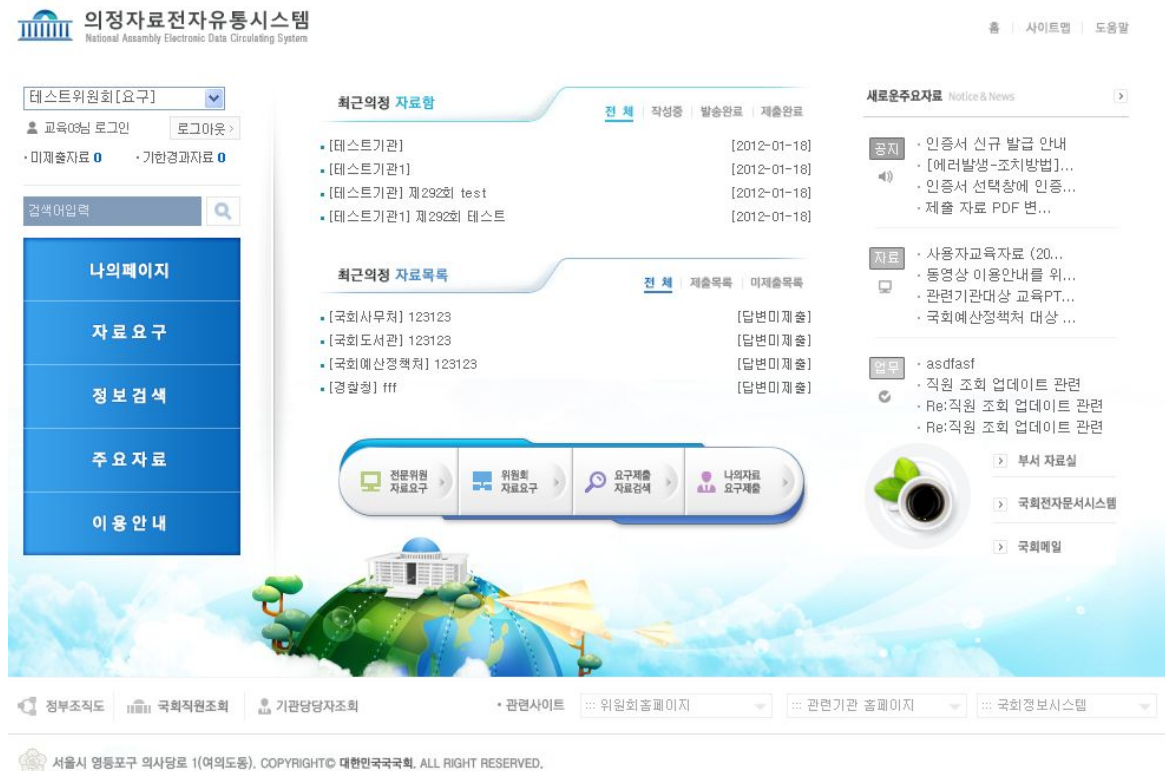 의정자료전자유통시스템
National Assembly Electronic Data Circulating System
홈 사이트맵 도움말
테스트위원회[요구]
교육03님 로그인 로그아웃
·미제출자료 0 ·기한경과자료 0
검색어입력
나의페이지
자료요구
정보검색
주요자료
이용안내
최근의정 자료함
전체 작성중 발송완료 제출완료
[테스트기관] [2012-01-18]
[테스트기관1] [2012-01-18]
[테스트기관] 제292회 test [2012-01-18]
[테스트기관1] 제292회 테스트 [2012-01-18]
최근의정 자료목록
전체 제출목록 미제출목록
[국회사무처] 123123 [답변미제출]
[국회도서관] 123123 [답변미제출]
[국회예산정책처] 123123 [답변미제출]
[경찰청] fff [답변미제출]
전문위원 자료요구
위원회 자료요구
요구제출 자료검색
나의자료 요구제출
새로운주요자료 Notice & News
공지
· 인증서 신규 발급 안내
· [에러발생-조치방법]...
· 인증서 선택창에 인증...
· 제출 자료 PDF 변...
자료
· 사용자교육자료 (20...
· 동영상 이용안내를 위...
· 관련기관대상 교육PT...
· 국회예산정책처 대상 ...
업무
· asdfasf
· 직원 조회 업데이트 관련
· Re:직원 조회 업데이트 관련
· Re:직원 조회 업데이트 관련
부서 자료실
국회전자문서시스템
국회메일
정부조직도 국회직원조회 기관담당자조회
·관련사이트 ::: 위원회홈페이지 ::: 관련기관 홈페이지 ::: 국회정보시스템
서울시 영등포구 의사당로 1(여의도동), COPYRIGHT© 대한민국국회, ALL RIGHT RESERVED,